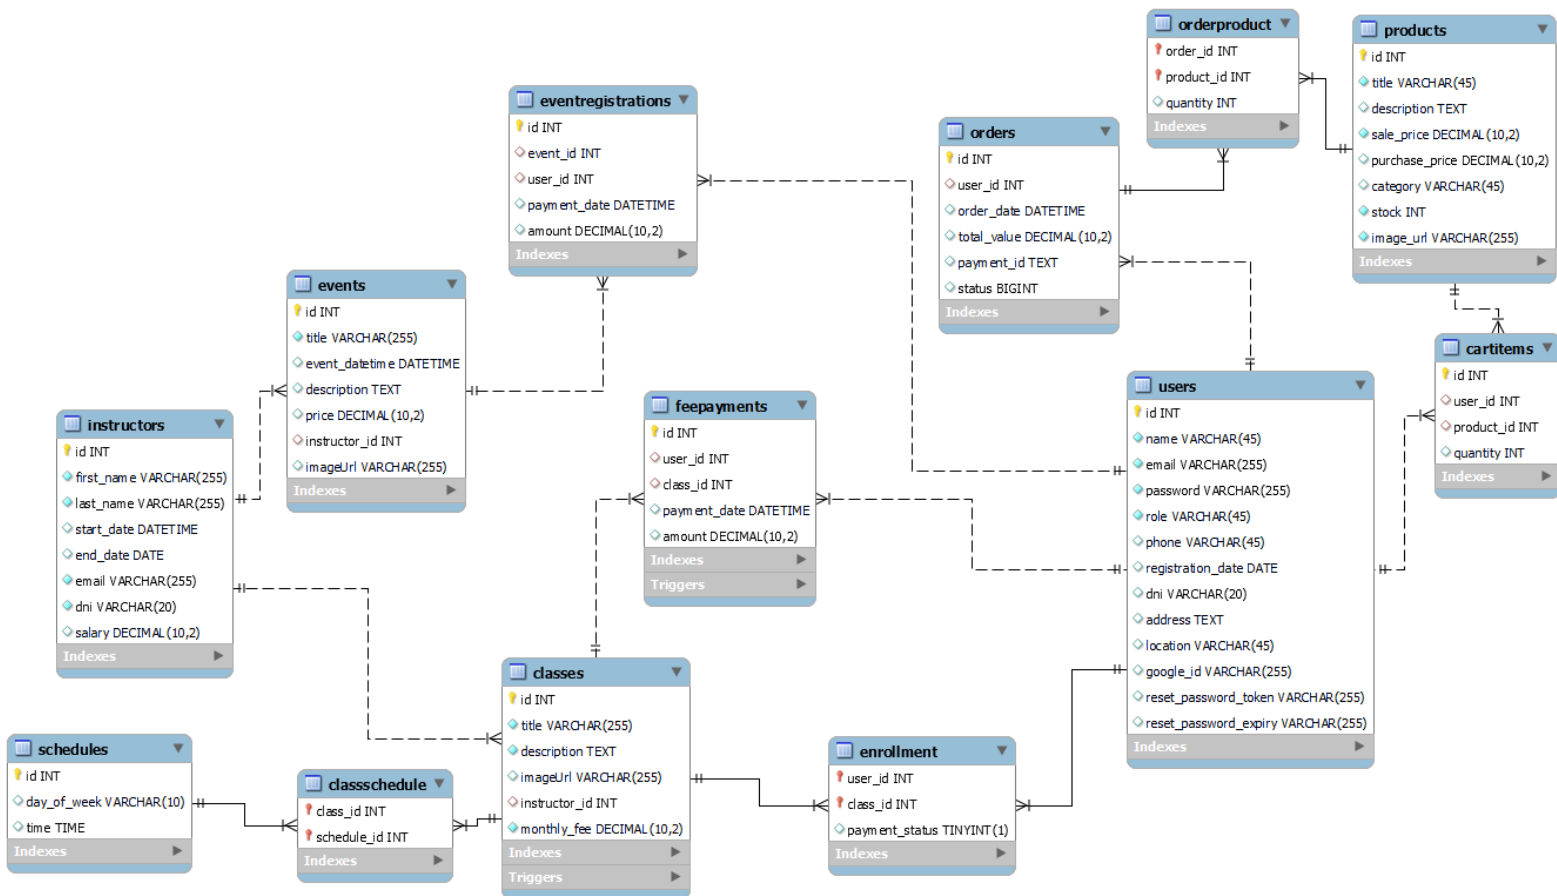 orderproduct
order_id INT
product_id INT
quantity INT
Indexes
products
id INT
title VARCHAR(45)
description TEXT
sale_price DECIMAL(10,2)
purchase_price DECIMAL(10,2)
category VARCHAR(45)
stock INT
image_url VARCHAR(255)
Indexes
eventregistrations
id INT
event_id INT
user_id INT
payment_date DATETIME
amount DECIMAL(10,2)
Indexes
orders
id INT
user_id INT
order_date DATETIME
total_value DECIMAL(10,2)
payment_id TEXT
status BIGINT
Indexes
events
id INT
title VARCHAR(255)
event_datetime DATETIME
description TEXT
price DECIMAL(10,2)
instructor_id INT
imageUrl VARCHAR(255)
Indexes
cartitems
id INT
user_id INT
product_id INT
quantity INT
Indexes
users
id INT
name VARCHAR(45)
email VARCHAR(255)
password VARCHAR(255)
role VARCHAR(45)
phone VARCHAR(45)
registration_date DATE
dni VARCHAR(20)
address TEXT
location VARCHAR(45)
google_id VARCHAR(255)
reset_password_token VARCHAR(255)
reset_password_expiry VARCHAR(255)
Indexes
feepayments
id INT
user_id INT
class_id INT
payment_date DATETIME
amount DECIMAL(10,2)
Indexes
Triggers
instructors
id INT
first_name VARCHAR(255)
last_name VARCHAR(255)
start_date DATETIME
end_date DATE
email VARCHAR(255)
dni VARCHAR(20)
salary DECIMAL(10,2)
Indexes
classes
id INT
title VARCHAR(255)
description TEXT
imageUrl VARCHAR(255)
instructor_id INT
monthly_fee DECIMAL(10,2)
Indexes
Triggers
schedules
id INT
day_of_week VARCHAR(10)
time TIME
Indexes
classschedule
class_id INT
schedule_id INT
Indexes
enrollment
user_id INT
class_id INT
payment_status TINYINT(1)
Indexes